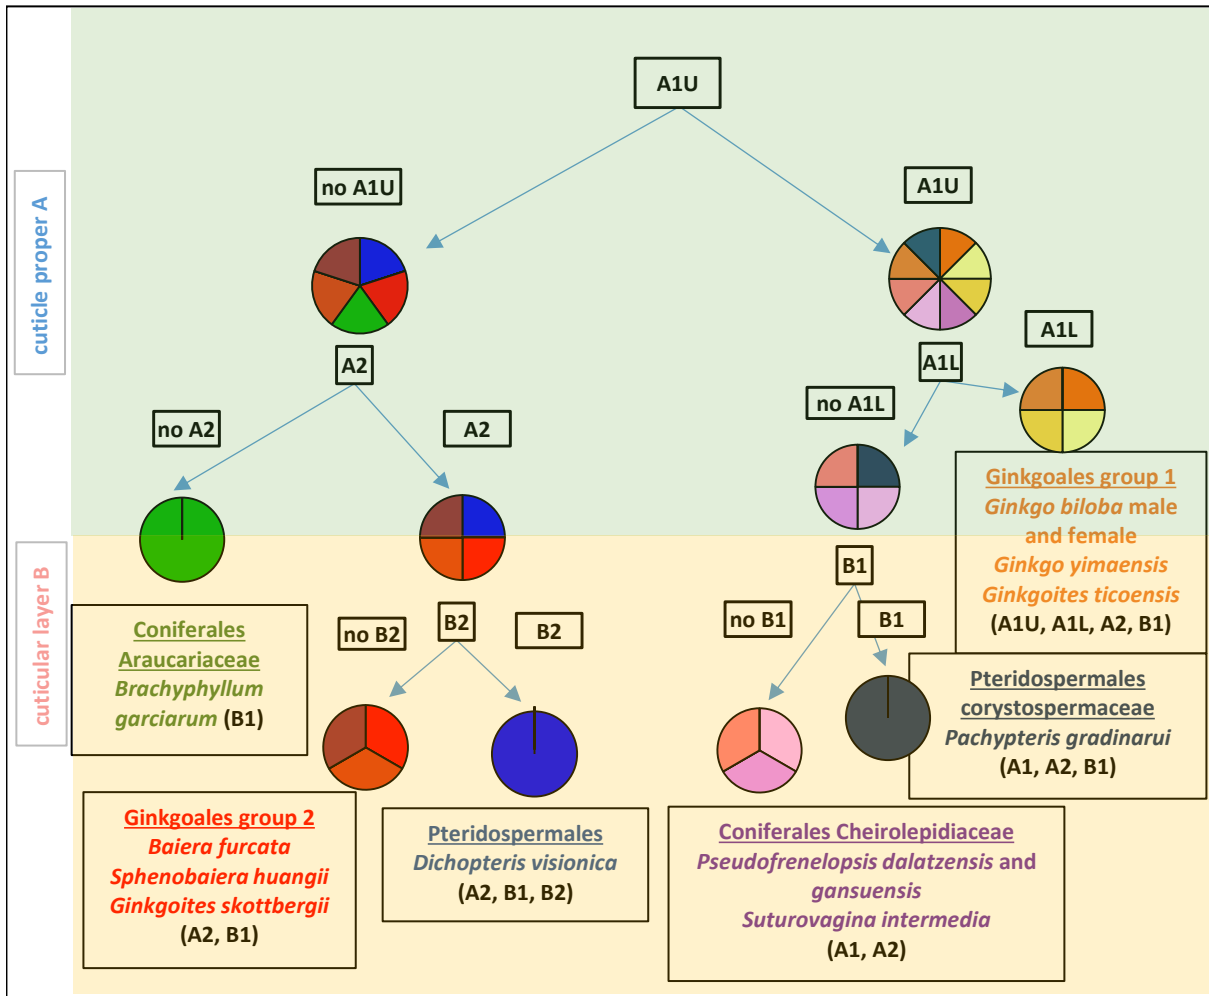 A1U
no A1U
A1U
cuticle proper A
A2
A1L
A1L
no A2
A2
no A1L
Ginkgoales group 1
Ginkgo biloba male
and female
Ginkgo yimaensis
Ginkgoites ticoensis
(A1U, A1L, A2, B1)
cuticular layer B
B1
no B2
B2
B2
no B1
B1
Coniferales
Araucariaceae
Brachyphyllum
garciarum (B1)
Pteridospermales
corystospermaceae
Pachypteris gradinarui
(A1, A2, B1)
Ginkgoales group 2
Baiera furcata
Sphenobaiera huangii
Ginkgoites skottbergii
(A2, B1)
Pteridospermales
Dichopteris visionica
(A2, B1, B2)
Coniferales Cheirolepidiaceae
Pseudofrenelopsis dalatzensis and
gansuensis
Suturovagina intermedia
(A1, A2)